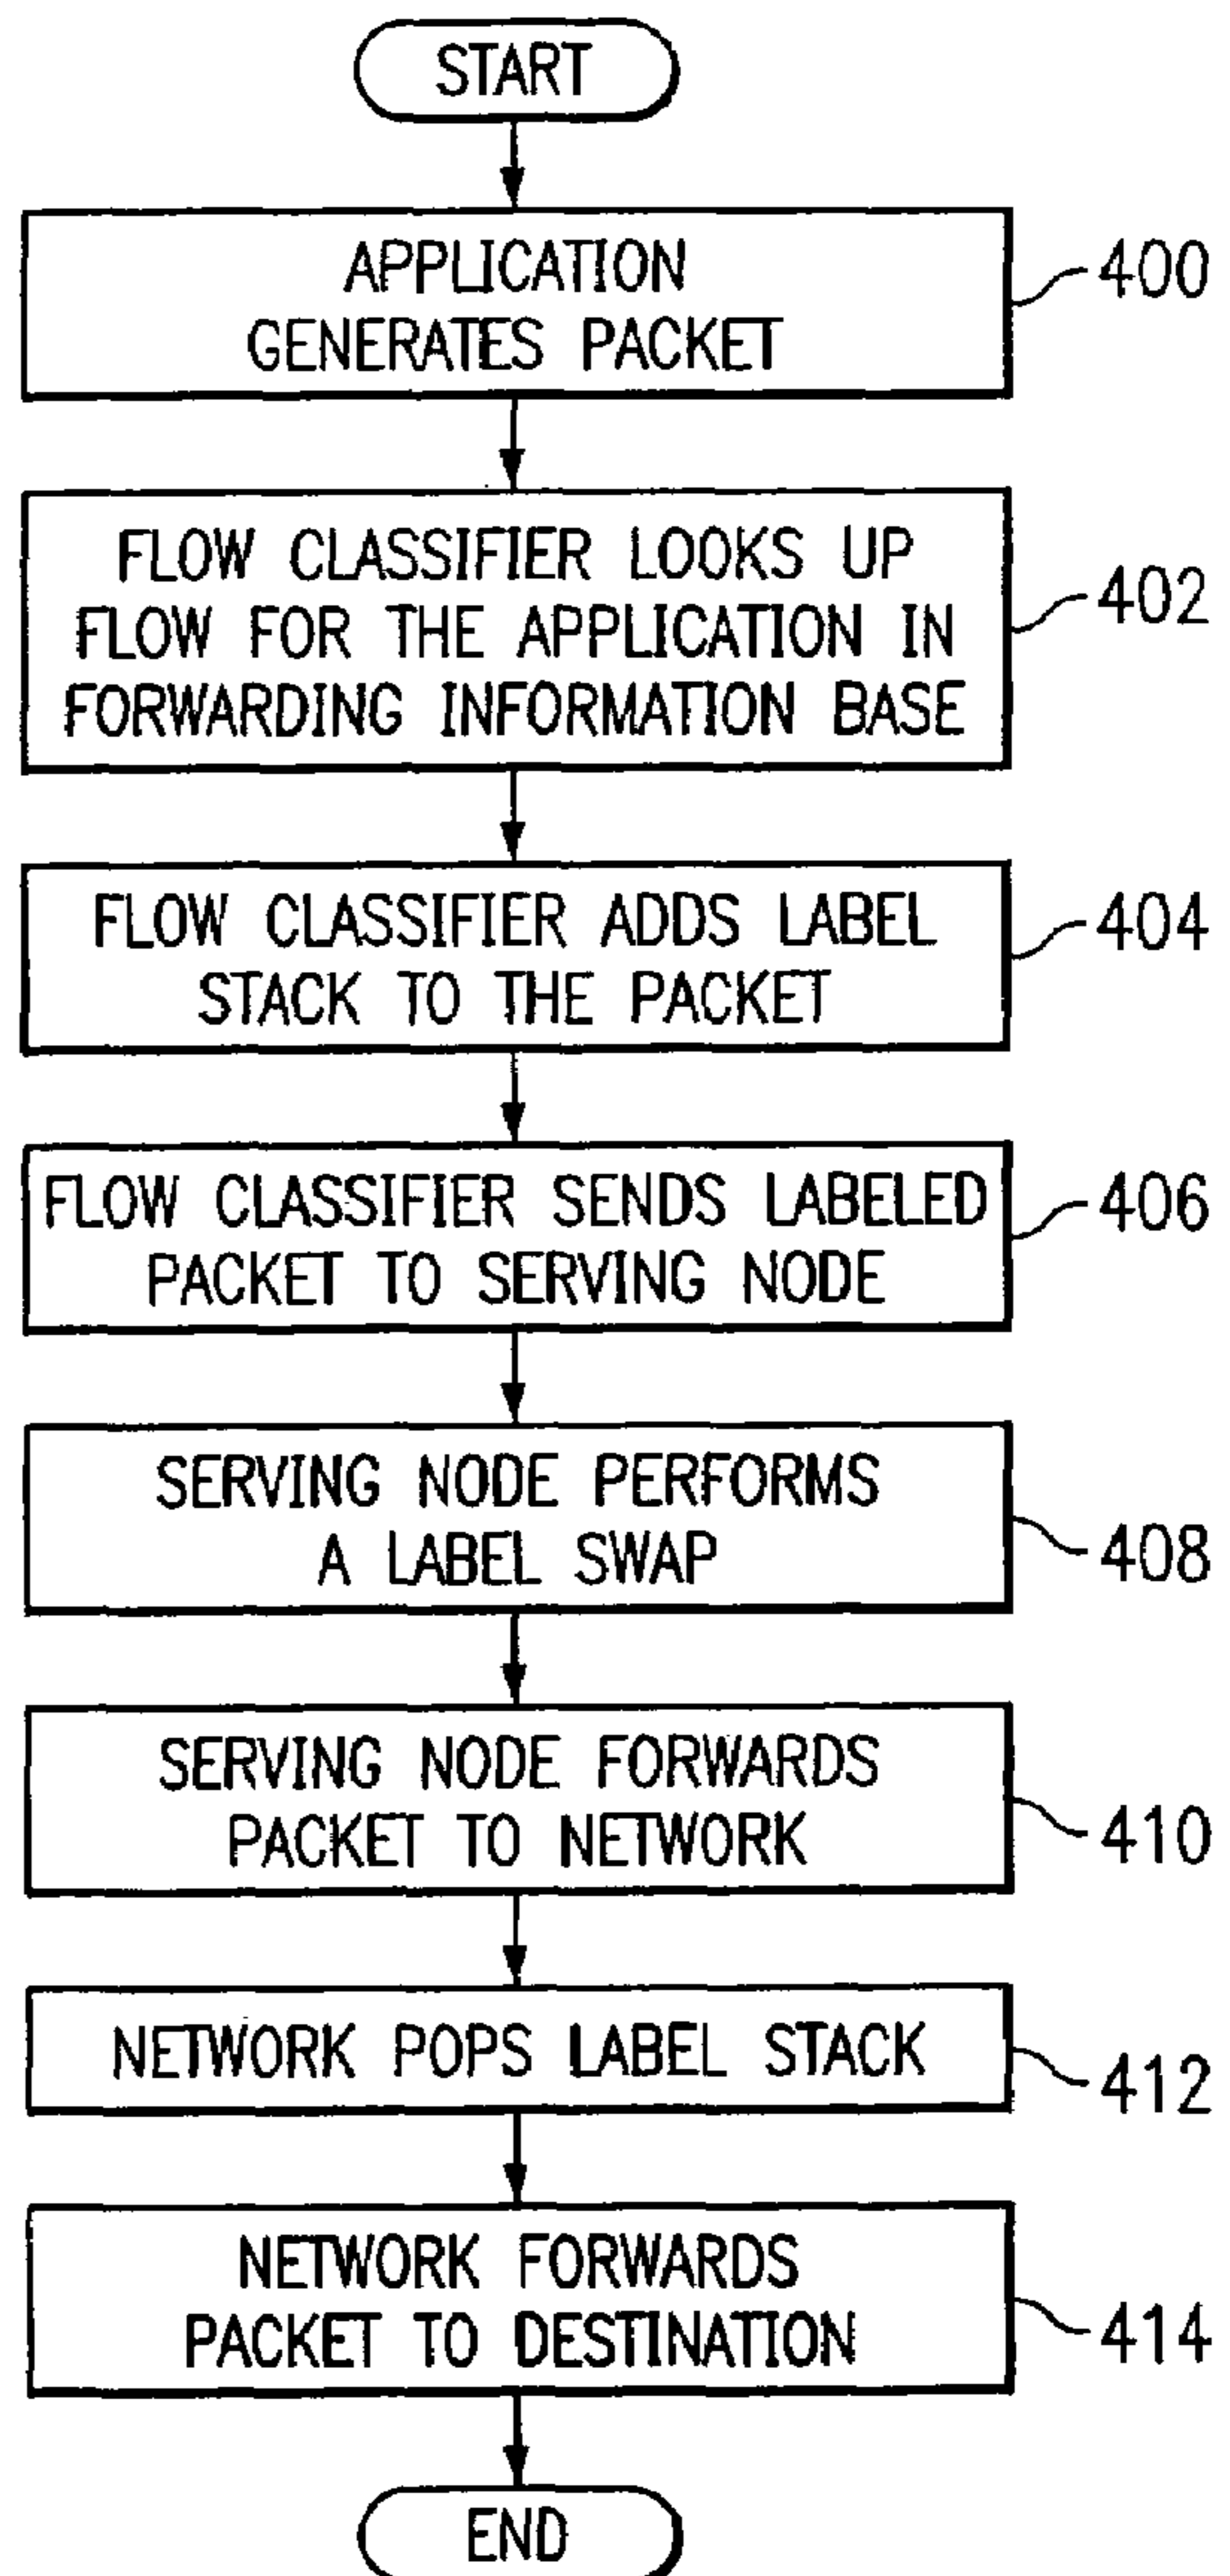 START
APPLICATION
GENERATES PACKET
400
FLOW CLASSIFIER LOOKS UP
FLOW FOR THE APPLICATION IN
FORWARDING INFORMATION BASE
402
FLOW CLASSIFIER ADDS LABEL
STACK TO THE PACKET
404
FLOW CLASSIFIER SENDS LABELED
PACKET TO SERVING NODE
406
SERVING NODE PERFORMS
A LABEL SWAP
408
SERVING NODE FORWARDS
PACKET TO NETWORK
410
NETWORK POPS LABEL STACK
412
NETWORK FORWARDS
PACKET TO DESTINATION
414
END